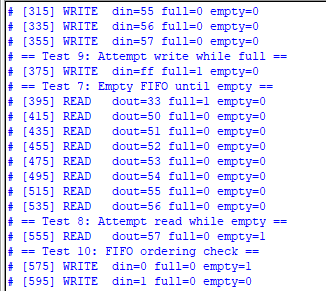 # [315] WRITE  din=55 full=0 empty=0
# [335] WRITE  din=56 full=0 empty=0
# [355] WRITE  din=57 full=0 empty=0
# == Test 9: Attempt write while full ==
# [375] WRITE  din=ff full=1 empty=0
# == Test 7: Empty FIFO until empty ==
# [395] READ   dout=33 full=1 empty=0
# [415] READ   dout=50 full=0 empty=0
# [435] READ   dout=51 full=0 empty=0
# [455] READ   dout=52 full=0 empty=0
# [475] READ   dout=53 full=0 empty=0
# [495] READ   dout=54 full=0 empty=0
# [515] READ   dout=55 full=0 empty=0
# [535] READ   dout=56 full=0 empty=0
# == Test 8: Attempt read while empty ==
# [555] READ   dout=57 full=0 empty=1
# == Test 10: FIFO ordering check ==
# [575] WRITE  din=0 full=0 empty=1
# [595] WRITE  din=1 full=0 empty=0